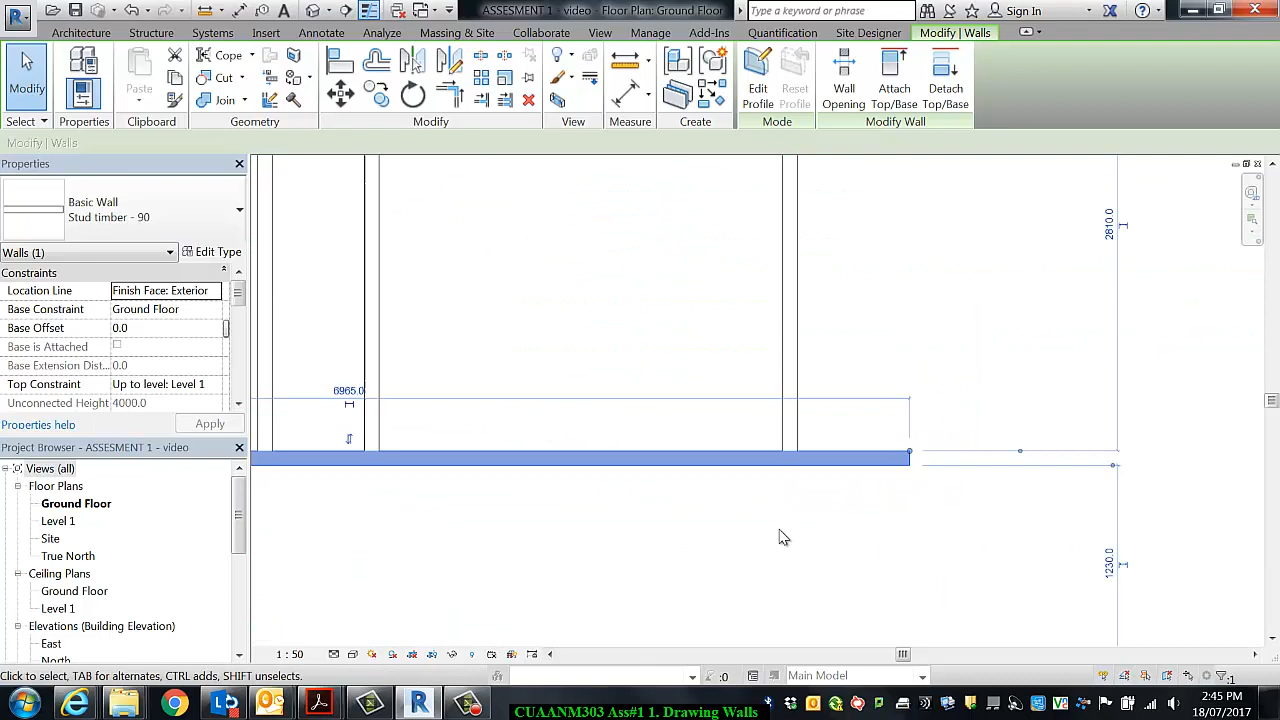 ASSESMENT 1 - video - Floor Plan: Ground Floor
Type a keyword or phrase
Sign In
Architecture Structure Systems Insert Annotate Analyze Massing & Site Collaborate View Manage Add-Ins Quantification Site Designer Modify | Walls
Modify
Select
Properties
Paste
Clipboard
Cope
Cut
Join
Geometry
Modify
View
Measure
Create
Edit Profile
Reset Profile
Mode
Wall Opening
Attach Top/Base
Detach Top/Base
Modify Wall
Modify | Walls
Properties
Basic Wall
Stud timber - 90
Walls (1)
Edit Type
Constraints
Location Line Finish Face: Exterior
Base Constraint Ground Floor
Base Offset 0.0
Base is Attached
Base Extension Dist... 0.0
Top Constraint Up to level: Level 1
Unconnected Height 4000.0
Properties help
Apply
Project Browser - ASSESMENT 1 - video
Views (all)
Floor Plans
Ground Floor
Level 1
Site
True North
Ceiling Plans
Ground Floor
Level 1
Elevations (Building Elevation)
East
North
6965.0
2810.0
1230.0
1 : 50
Click to select, TAB for alternates, CTRL adds, SHIFT unselects.
:0
Main Model
:1
CUAANM303 Ass#1 1. Drawing Walls
2:45 PM
18/07/2017